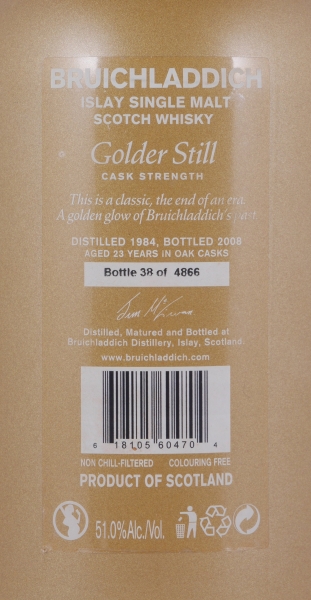 BRUICHLADDICH
ISLAY SINGLE MALT
SCOTCH WHISKY
Golder Still
CASK STRENGTH
This is a classic, the end of an era
A golden glow of Bruichladdich's past
DISTILLED 1984, BOTTLED 2008
AGED 23 YEARS IN OAK CASKS
Bottle 38 of 4866
Jim McEwan
Distilled, Matured and Bottled at
Bruichladdich Distillery, Islay, Scotland.
www.bruichladdich.com
6 18105 60470 4
NON CHILL-FILTERED COLOURING FREE
PRODUCT OF SCOTLAND
51.0%Alc./Vol.